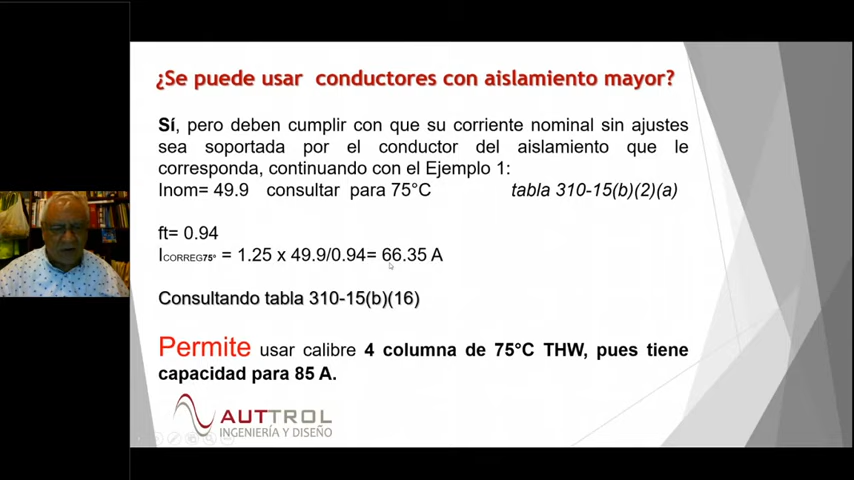 ¿Se puede usar conductores con aislamiento mayor?
Sí, pero deben cumplir con que su corriente nominal sin ajustes
sea soportada por el conductor del aislamiento que le
corresponda, continuando con el Ejemplo 1:
Inom= 49.9 consultar para 75°C tabla 310-15(b)(2)(a)
ft= 0.94
ICORREG75° = 1.25 x 49.9/0.94= 66.35 A
Consultando tabla 310-15(b)(16)
Permite usar calibre 4 columna de 75°C THW, pues tiene
capacidad para 85 A.
AUTTROL
INGENIERÍA Y DISEÑO